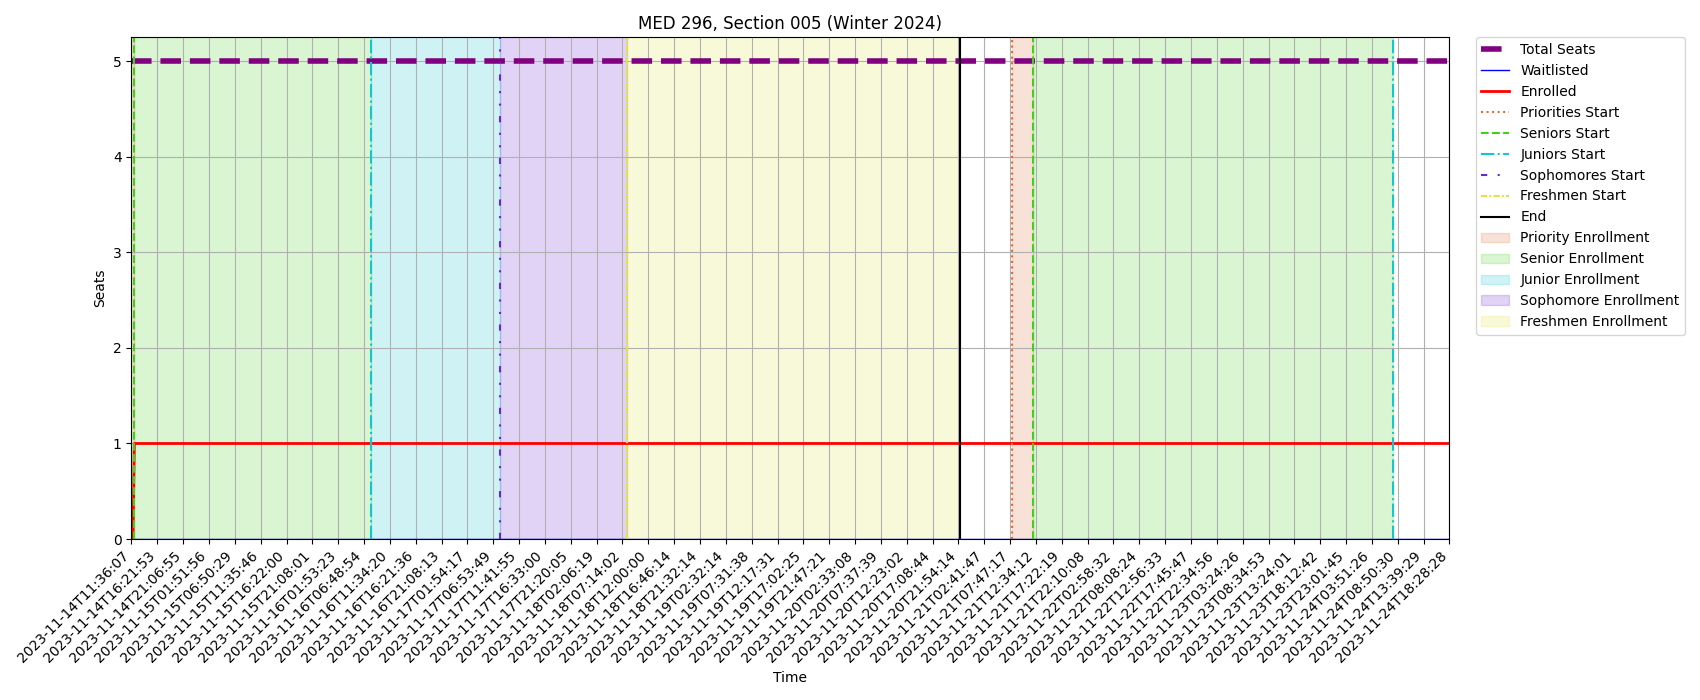 MED 296, Section 005 (Winter 2024)
Total Seats
Waitlisted
Enrolled
Priorities Start
Seniors Start
Juniors Start
Sophomores Start
Freshmen Start
End
Priority Enrollment
Senior Enrollment
Junior Enrollment
Sophomore Enrollment
Freshmen Enrollment
Seats
5
4
3
2
1
0
2023-11-14T11:36:07
2023-11-14T16:21:53
2023-11-14T21:06:55
2023-11-15T01:51:56
2023-11-15T06:50:29
2023-11-15T11:35:46
2023-11-15T16:22:00
2023-11-15T21:08:01
2023-11-16T01:53:23
2023-11-16T06:48:54
2023-11-16T11:34:20
2023-11-16T16:21:36
2023-11-16T21:08:13
2023-11-17T01:54:17
2023-11-17T06:53:49
2023-11-17T11:41:55
2023-11-17T16:33:00
2023-11-17T21:20:05
2023-11-18T02:06:19
2023-11-18T07:14:02
2023-11-18T12:00:00
2023-11-18T16:46:14
2023-11-18T21:32:14
2023-11-19T02:32:14
2023-11-19T07:31:38
2023-11-19T12:17:31
2023-11-19T17:02:25
2023-11-19T21:47:21
2023-11-20T02:33:08
2023-11-20T07:37:39
2023-11-20T12:23:02
2023-11-20T17:08:44
2023-11-20T21:54:14
2023-11-21T02:41:47
2023-11-21T07:47:17
2023-11-21T12:34:12
2023-11-21T17:22:19
2023-11-21T22:10:08
2023-11-22T02:58:32
2023-11-22T08:08:24
2023-11-22T12:56:33
2023-11-22T17:45:47
2023-11-22T22:34:56
2023-11-23T03:24:26
2023-11-23T08:34:53
2023-11-23T13:24:01
2023-11-23T18:12:42
2023-11-23T23:01:45
2023-11-24T03:51:26
2023-11-24T08:50:30
2023-11-24T13:39:29
2023-11-24T18:28:28
Time